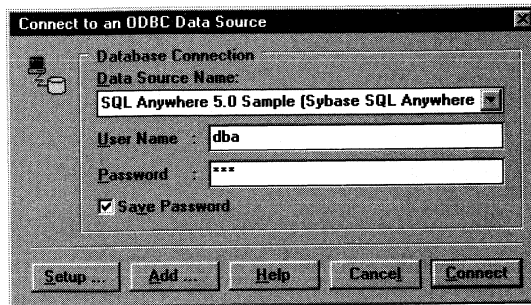 Connect to an ODBC Data Source
Database Connection
Data Source Name:
SQL Anywhere 5.0 Sample (Sybase SQL Anywhere
User Name : dba
Password : ***
Save Password
Setup ... Add ... Help Cancel Connect